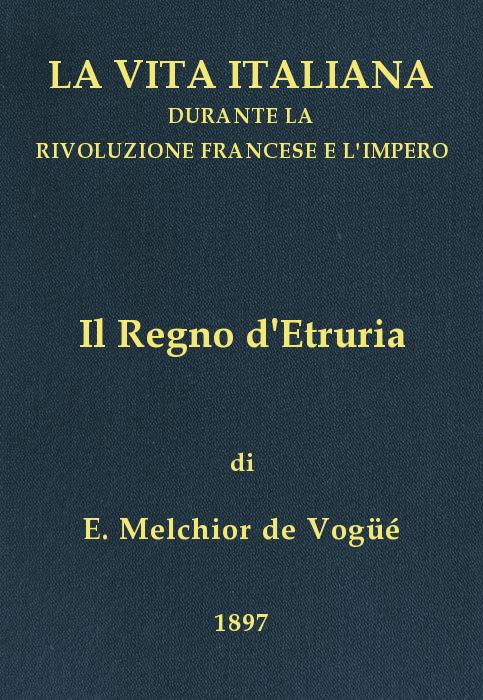 LA VITA ITALIANA
DURANTE LA
RIVOLUZIONE FRANCESE E L'IMPERO
Il Regno d'Etruria
di
E. Melchior de Vogüé
1897